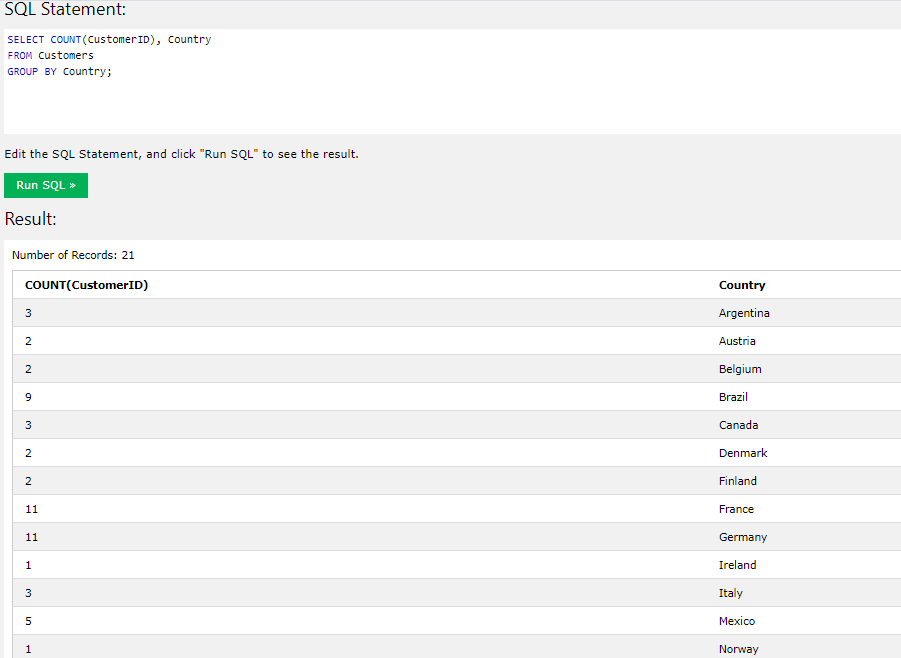 SQL Statement:
SELECT COUNT(CustomerID), Country
FROM Customers
GROUP BY Country;
Edit the SQL Statement, and click "Run SQL" to see the result.
Run SQL »
Result:
Number of Records: 21
COUNT(CustomerID) Country
3 Argentina
2 Austria
2 Belgium
9 Brazil
3 Canada
2 Denmark
2 Finland
11 France
11 Germany
1 Ireland
3 Italy
5 Mexico
1 Norway